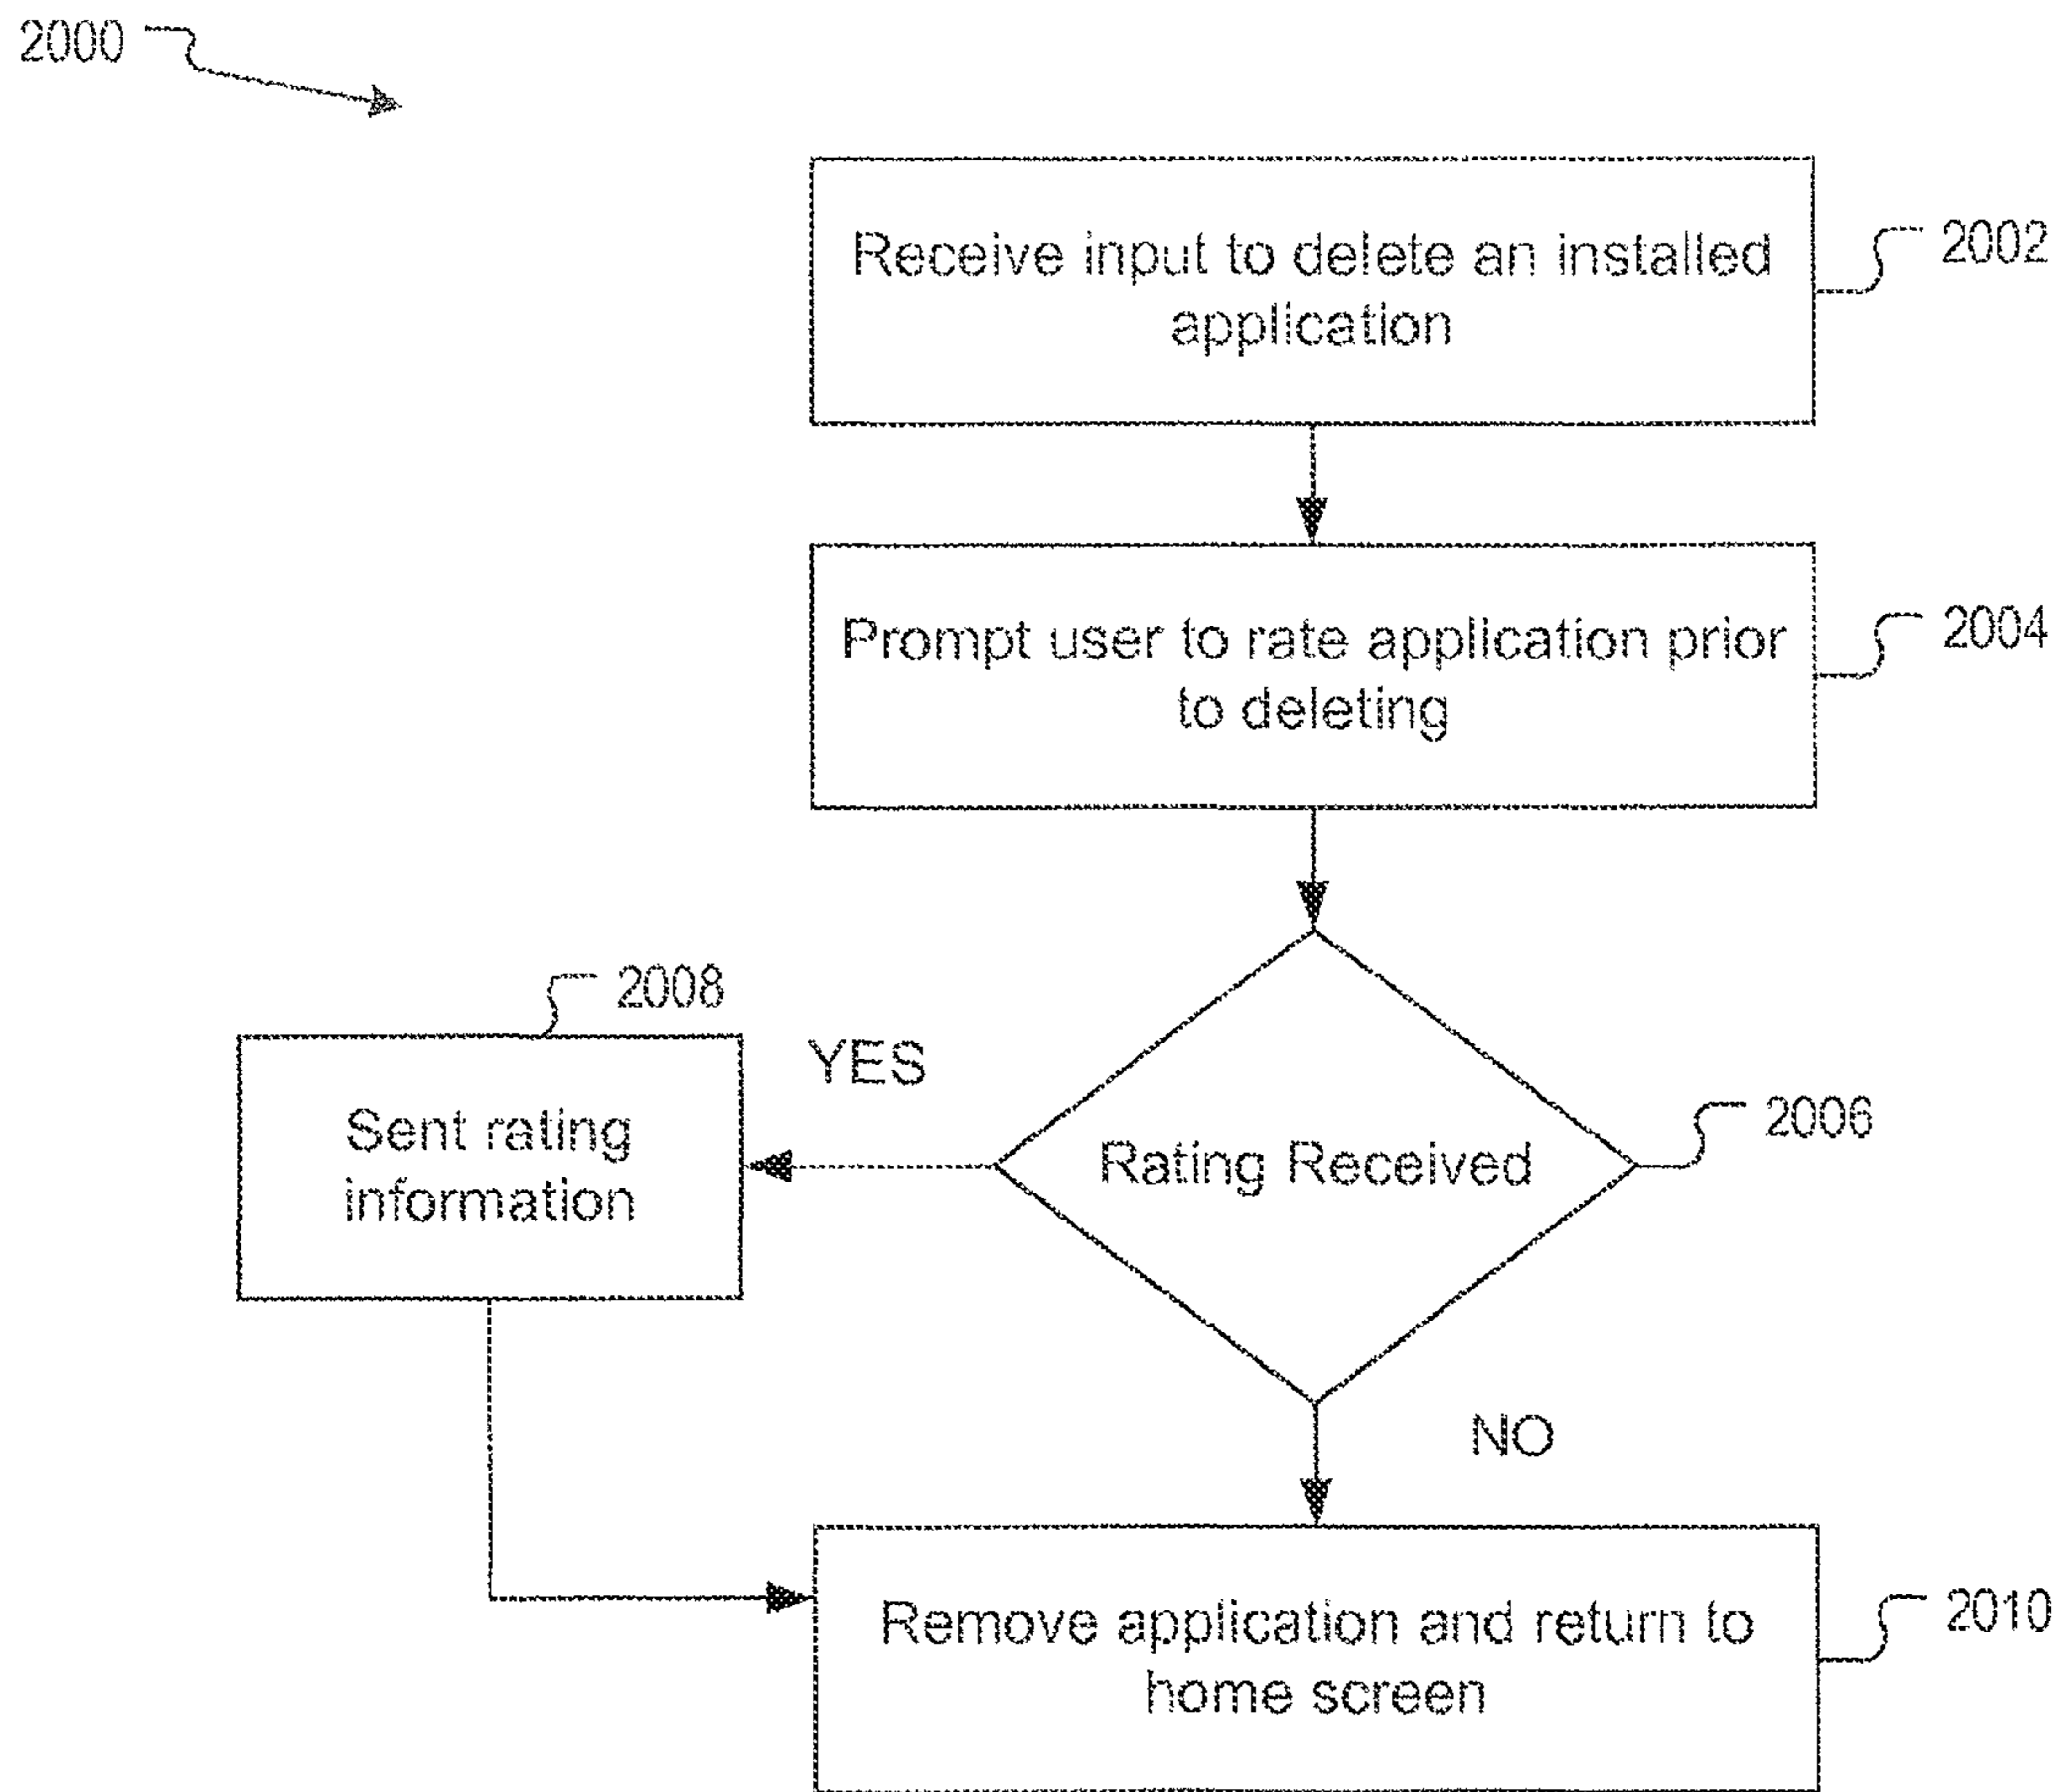 2000
Receive input to delete an installed
application
2002
Prompt user to rate application prior
to deleting
2004
2008
YES
Sent rating
information
Rating Received
2006
NO
Remove application and return to
home screen
2010